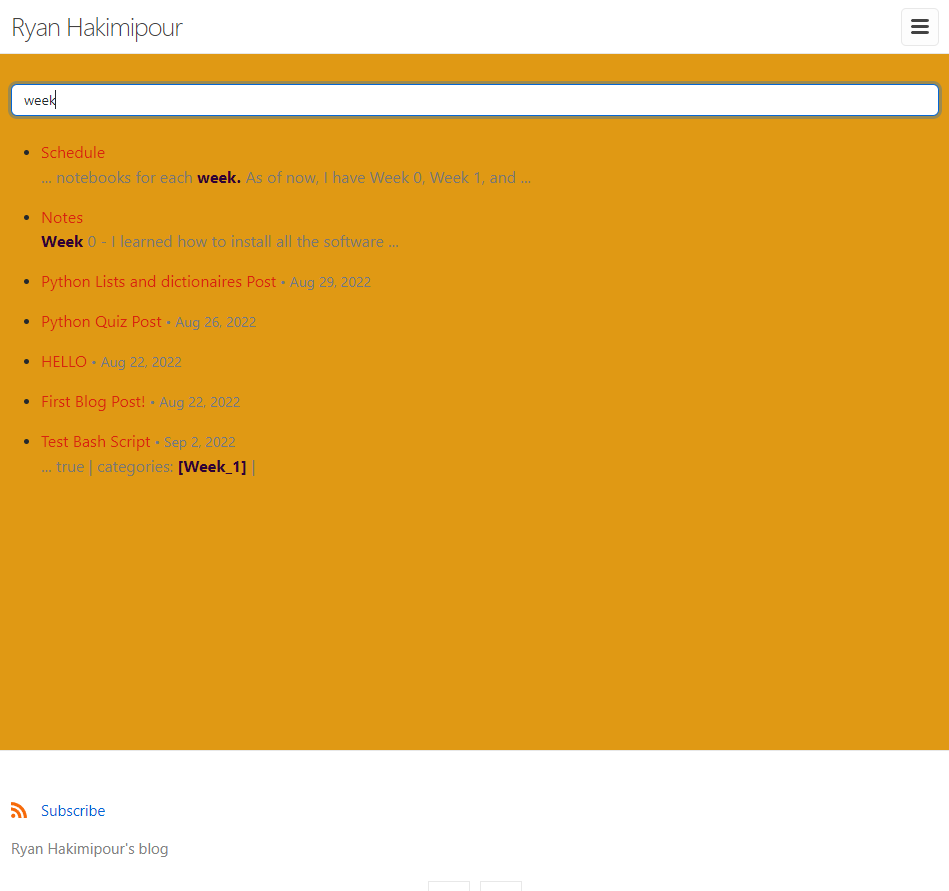 Ryan Hakimipour
week
Schedule
... notebooks for each week. As of now, I have Week 0, Week 1, and ...
Notes
Week 0 - I learned how to install all the software ...
Python Lists and dictionaires Post • Aug 29, 2022
Python Quiz Post • Aug 26, 2022
HELLO • Aug 22, 2022
First Blog Post! • Aug 22, 2022
Test Bash Script • Sep 2, 2022
... true | categories: [Week_1] |
Subscribe
Ryan Hakimipour's blog